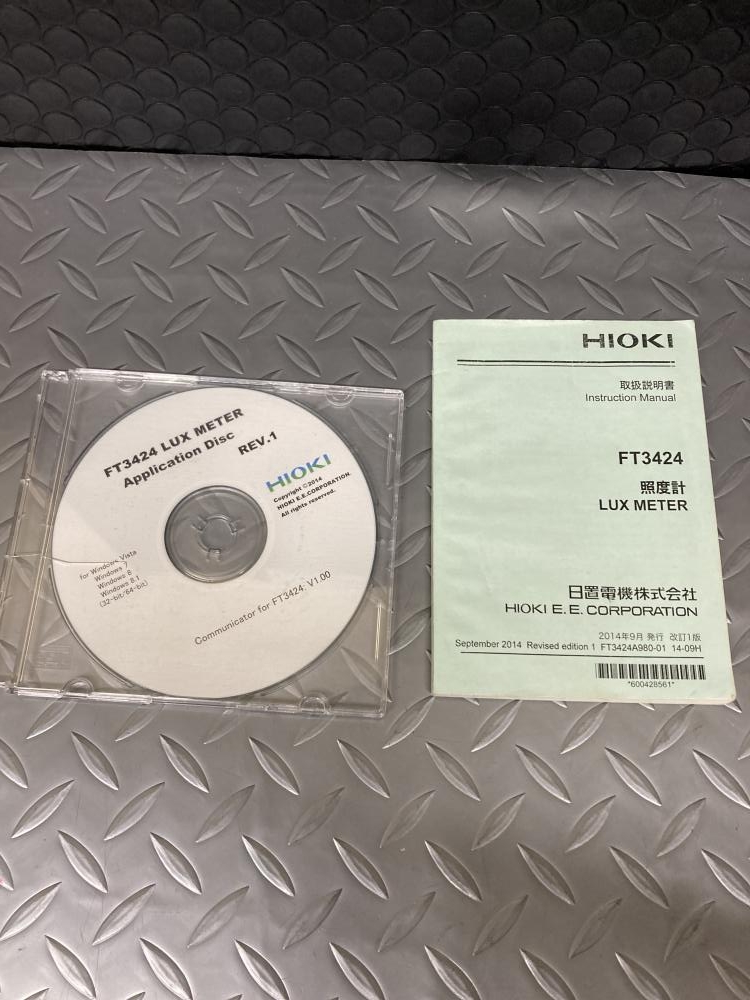 FT3424 LUX METER
Application Disc
REV.1
HIOKI
Copyright ©2014
HIOKI E.E.CORPORATION
All rights reserved.
for Windows Vista
Windows 7
Windows 8
Windows 8.1
(32-bit/64-bit)
Communicator for FT3424: V1.00
HIOKI
取扱説明書
Instruction Manual
FT3424
照度計
LUX METER
日置電機株式会社
HIOKI E. E. CORPORATION
2014年9月 発行 改訂1版
September 2014 Revised edition 1 FT3424A980-01 14-09H
*600428561*